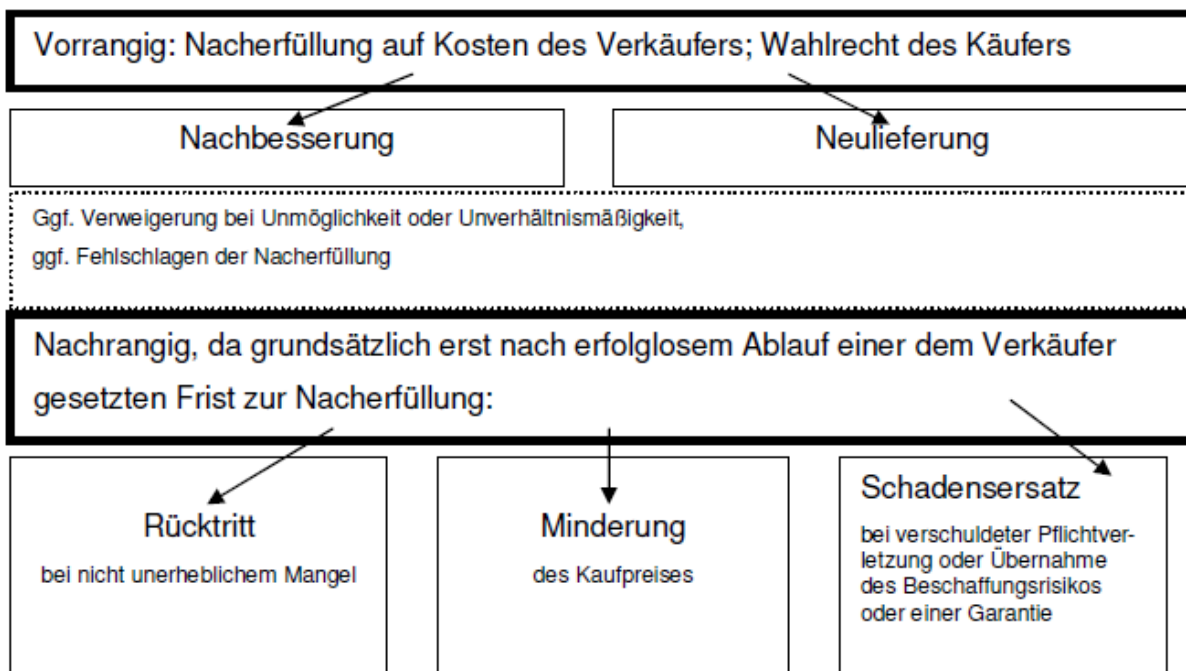 Vorrangig: Nacherfüllung auf Kosten des Verkäufers; Wahlrecht des Käufers
Nachbesserung
Neulieferung
Ggf. Verweigerung bei Unmöglichkeit oder Unverhältnismäßigkeit,
ggf. Fehlschlagen der Nacherfüllung
Nachrangig, da grundsätzlich erst nach erfolglosem Ablauf einer dem Verkäufer
gesetzten Frist zur Nacherfüllung:
Rücktritt
bei nicht unerheblichem Mangel
Minderung
des Kaufpreises
Schadensersatz
bei verschuldeter Pflichtver-
letzung oder Übernahme
des Beschaffungsrisikos
oder einer Garantie